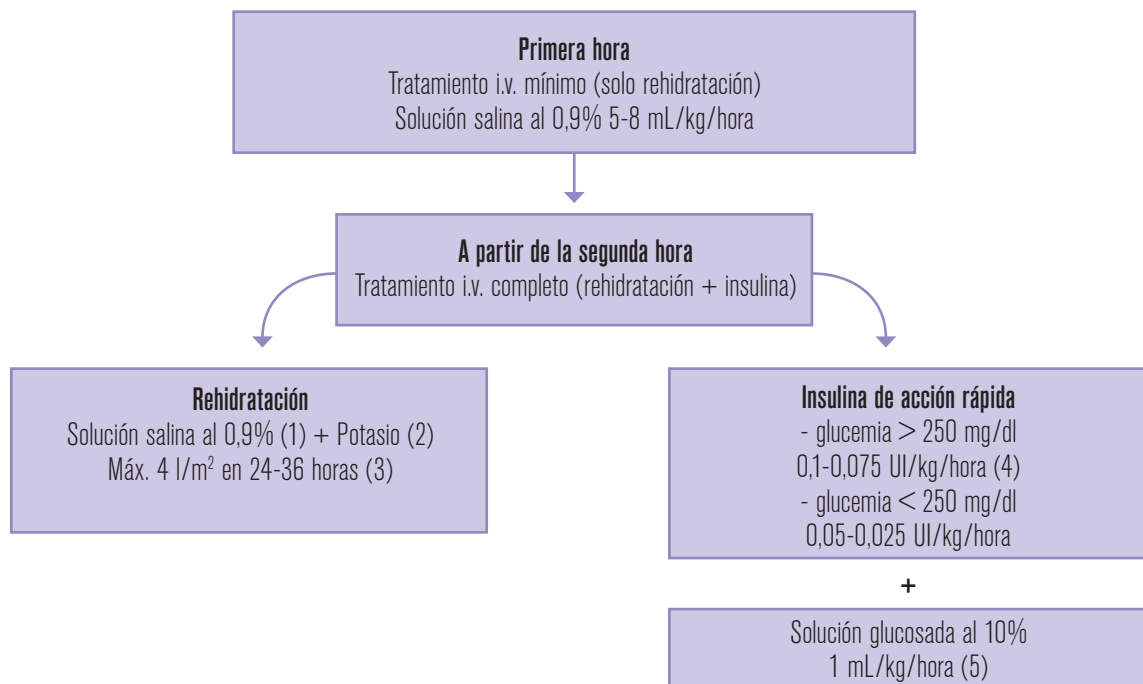 Primera hora
Tratamiento i.v. mínimo (solo rehidratación)
Solución salina al 0,9% 5-8 mL/kg/hora
A partir de la segunda hora
Tratamiento i.v. completo (rehidratación + insulina)
Rehidratación
Solución salina al 0,9% (1) + Potasio (2)
Máx. 4 l/m² en 24-36 horas (3)
Insulina de acción rápida
- glucemia > 250 mg/dl
0,1-0,075 UI/kg/hora (4)
- glucemia < 250 mg/dl
0,05-0,025 UI/kg/hora
+
Solución glucosada al 10%
1 mL/kg/hora (5)